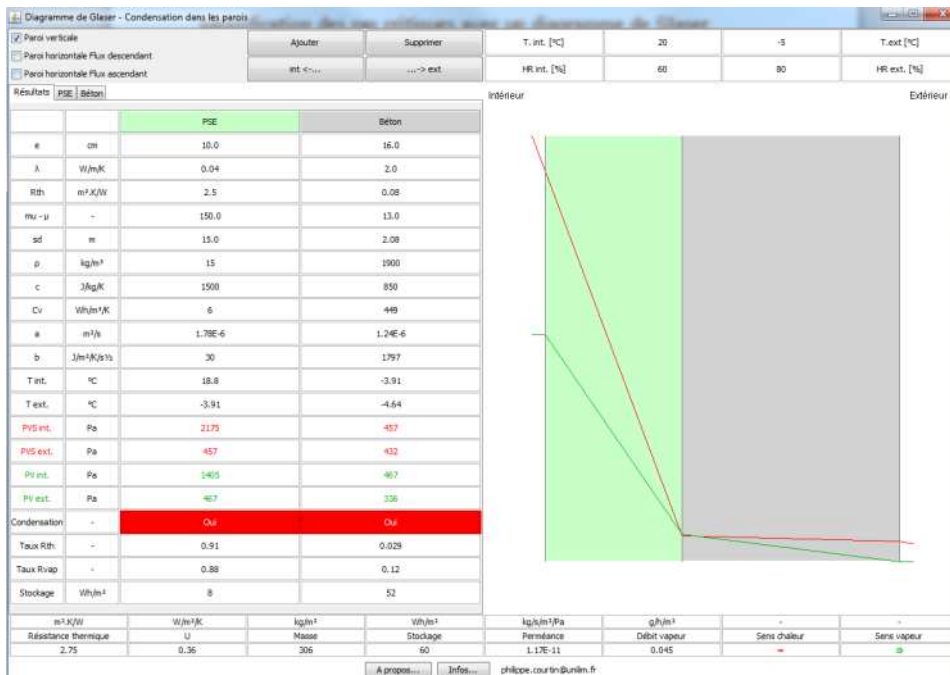 Diagramme de Glaser - Condensation dans les parois
Paroi verticale
Paroi horizontale Flux descendant
Paroi horizontale Flux ascendant
Ajouter Supprimer
int <-... ...-> ext
T. int. [°C] 20 -5 T.ext [°C]
HR int. [%] 60 80 HR ext. [%]
Résultats PSE Béton
Intérieur Extérieur
PSE Béton
e cm 10.0 16.0
λ W/m/K 0.04 2.0
Rth m².K/W 2.5 0.08
mu - μ - 150.0 13.0
sd m 15.0 2.08
ρ kg/m³ 15 1900
c J/kg/K 1500 850
Cv Wh/m³/K 6 449
a m²/s 1.78E-6 1.24E-6
b J/m²/K/s½ 30 1797
T int. °C 18.8 -3.91
T ext. °C -3.91 -4.64
PVS int. Pa 2175 457
PVS ext. Pa 457 432
PV int. Pa 1405 467
PV ext. Pa 467 336
Condensation - Oui Oui
Taux Rth - 0.91 0.029
Taux Rvap - 0.88 0.12
Stockage Wh/m² 8 52
m².K/W W/m²/K kg/m² Wh/m² kg/s/m²/Pa g/h/m² - -
Résistance thermique U Masse Stockage Perméance Débit vapeur Sens chaleur Sens vapeur
2.75 0.36 306 60 1.17E-11 0.045
A propos... Infos... philippe.courtin@unilim.fr